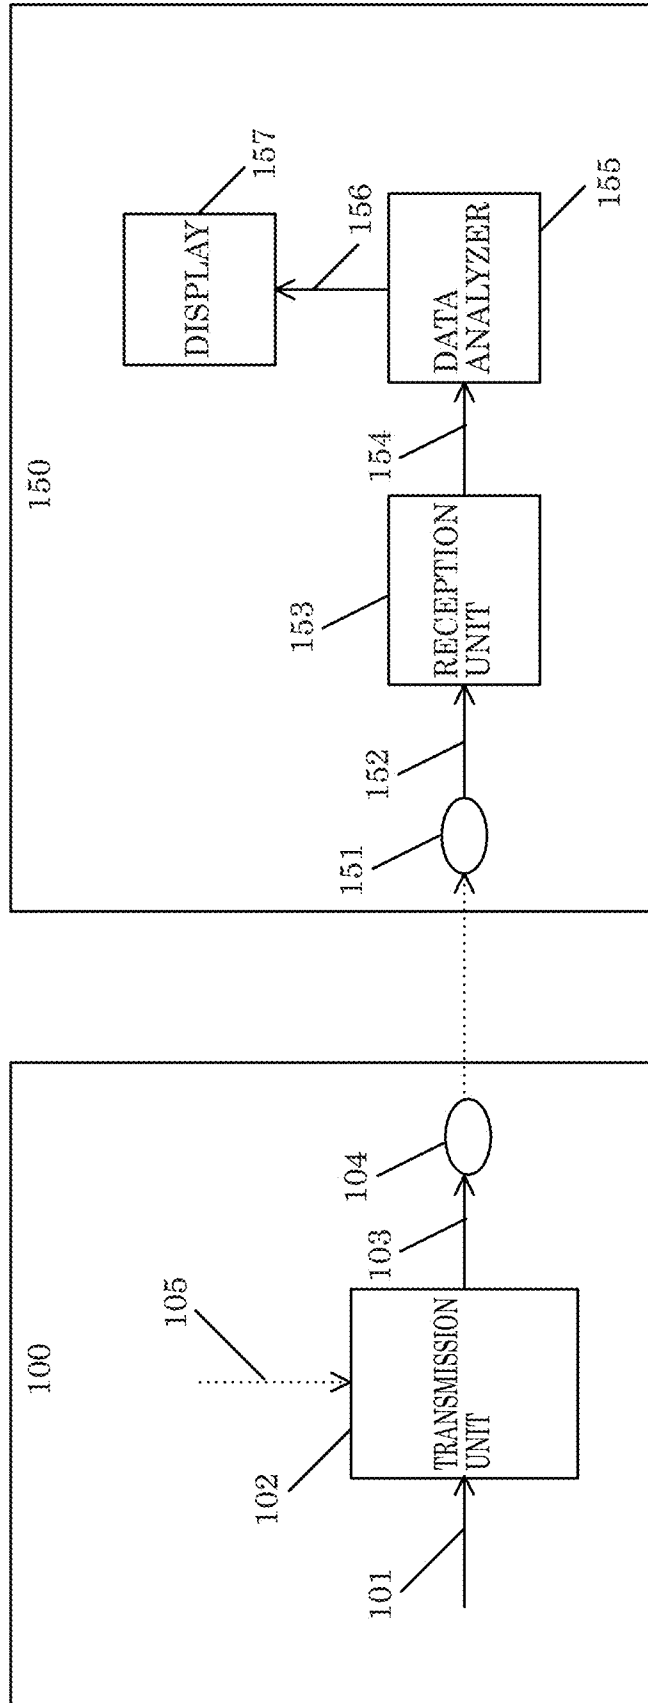 100
101
102
TRANSMISSION
UNIT
105
103
104
150
151
152
153
RECEPTION
UNIT
154
DATA
ANALYZER
155
156
DISPLAY
157